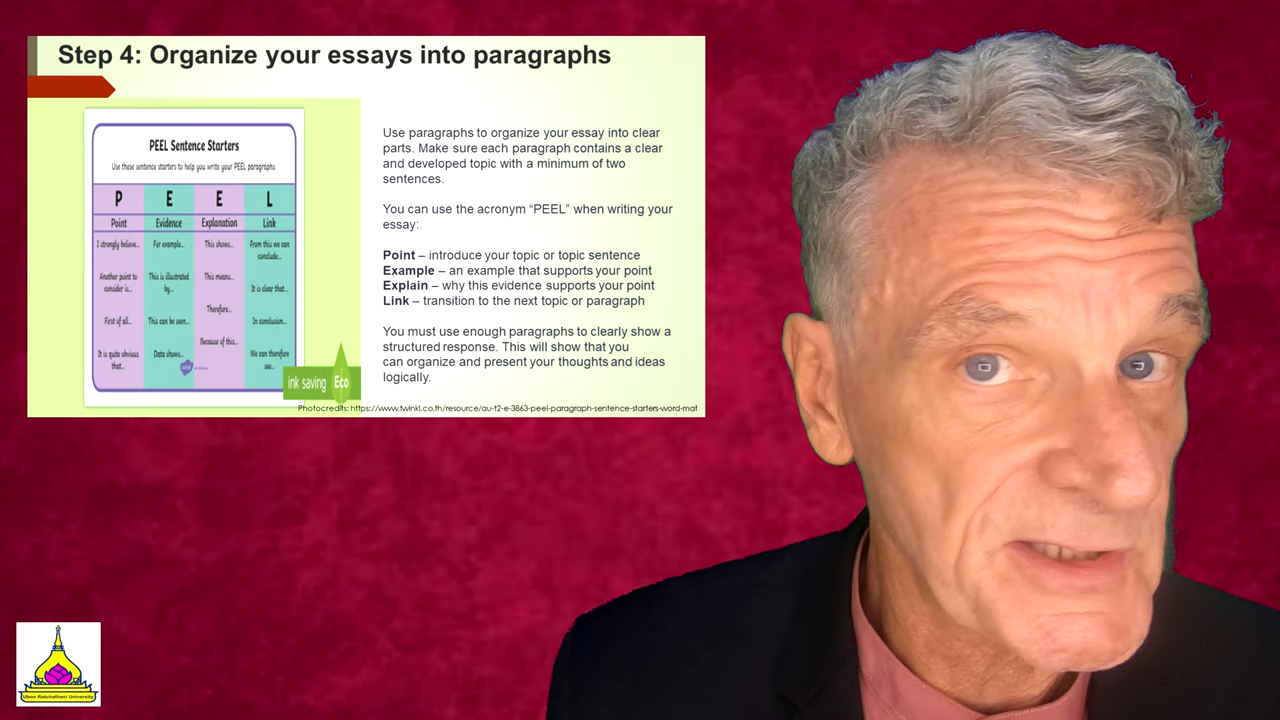 Step 4: Organize your essays into paragraphs
PEEL Sentence Starters
Use these sentence starters to help you write your PEEL paragraphs.
P E E L
Point Evidence Explanation Link
I strongly believe... For example... This shows... From this we can
conclude...
Another point to
consider is... This is illustrated
by... This means... It is clear that...
First of all... This can be seen... Therefore... In conclusion...
It is quite obvious
that... Data shows... Because of this... We can therefore
see...
ink saving Eco
Use paragraphs to organize your essay into clear
parts. Make sure each paragraph contains a clear
and developed topic with a minimum of two
sentences.
You can use the acronym “PEEL” when writing your
essay:
Point – introduce your topic or topic sentence
Example – an example that supports your point
Explain – why this evidence supports your point
Link – transition to the next topic or paragraph
You must use enough paragraphs to clearly show a
structured response. This will show that you
can organize and present your thoughts and ideas
logically.
Photocredits: https://www.twinkl.co.th/resource/au-t2-e-3863-peel-paragraph-sentence-starters-word-mat
Ubon Ratchathani University